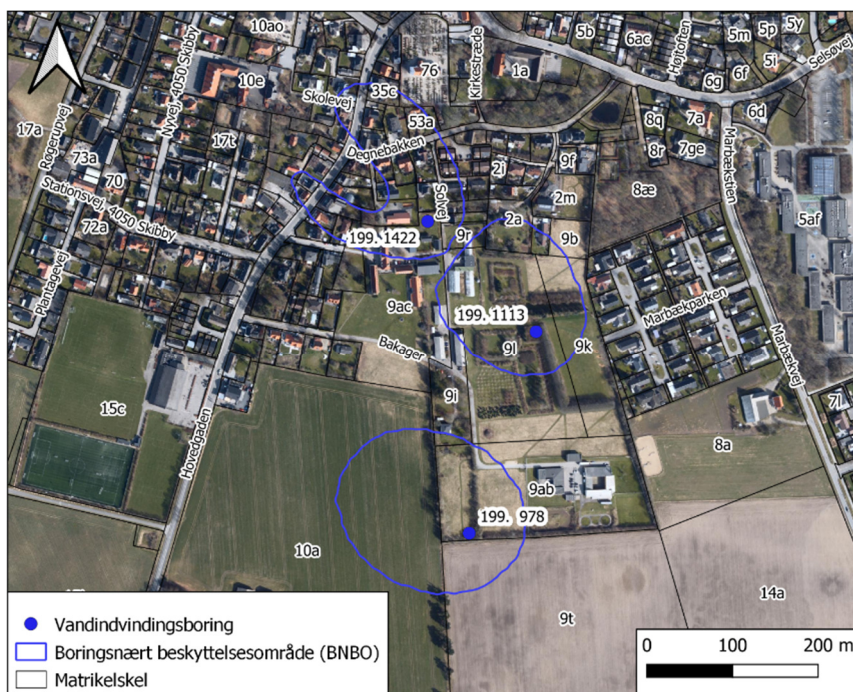 10ao
5b
6ac
Højtoften
5m
5p
5y
Nyvej, 4050 Skibby
76
Kirkestræde
1a
5i
Selsøvej
10e
6g
6f
35c
Skolevej
17a
Rogerupvej
53a
8q
7a
6d
17t
Degnebakken
8r
7ge
Marbækstien
73a
2i
9f
70
2m
8æ
Stationsvej, 4050 Skibby
Solvej
5af
72a
2a
199. 1422
9r
9b
Plantagevej
9ac
199. 1113
Marbækparken
9l
9k
Bakager
Marbækvej
15c
9i
7l
Hovedgaden
8a
9ab
199. 978
10a
14a
9t
Vandindvindingsboring
Boringsnært beskyttelsesområde (BNBO)
Matrikelskel
0 100 200 m